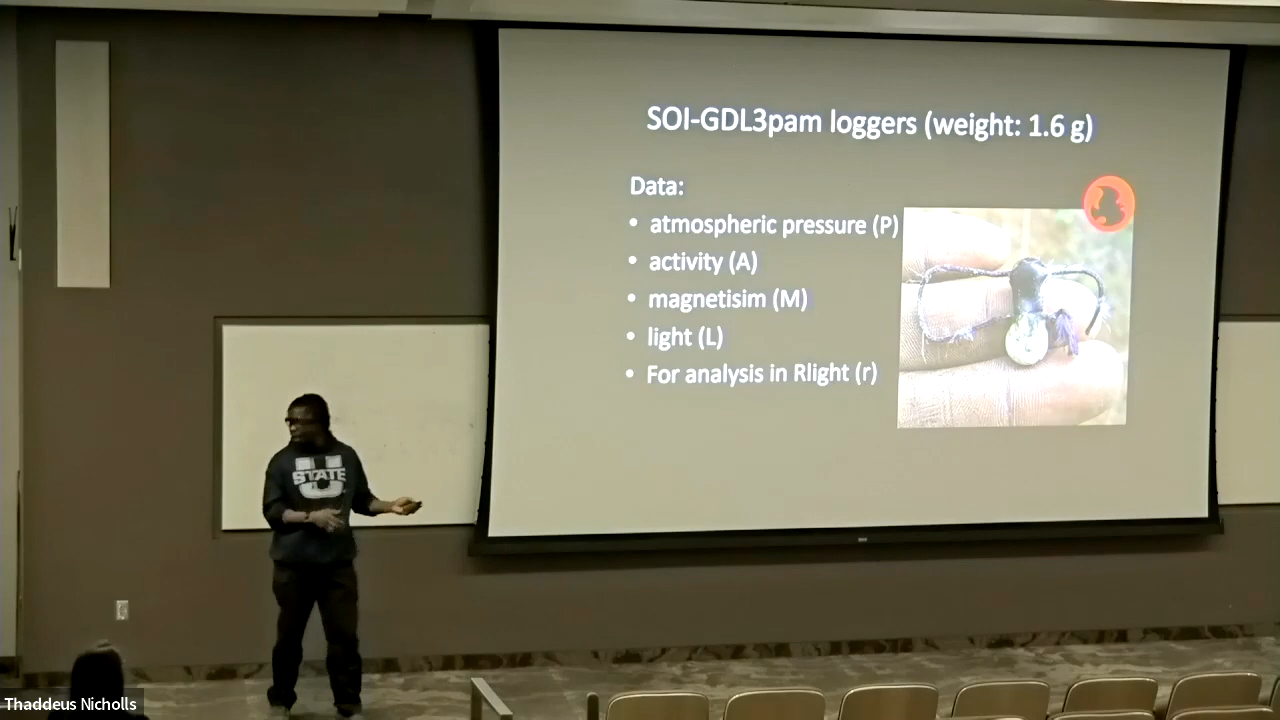 SOI-GDL3pam loggers (weight: 1.6 g)
Data:
• atmospheric pressure (P)
• activity (A)
• magnetisim (M)
• light (L)
• For analysis in Rlight (r)
U
STATE
Thaddeus Nicholls